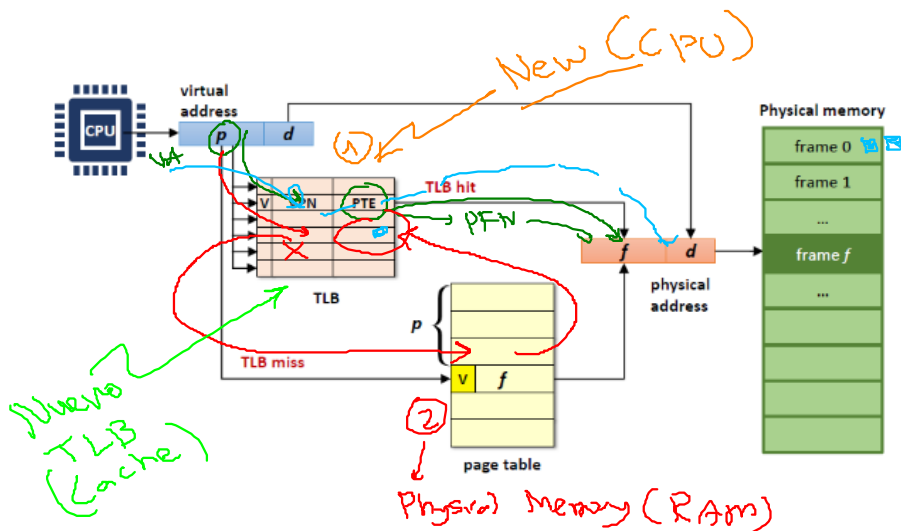 New (CPU)
virtual
address
Physical memory
CPU
p
d
frame 0
1
VA
frame 1
TLB hit
V
PN
PTE
PFN
...
frame f
f
d
TLB
physical
address
...
p
TLB miss
V
f
Nuevo
TLB
(Cache)
2
page table
Physical Memory (RAM)